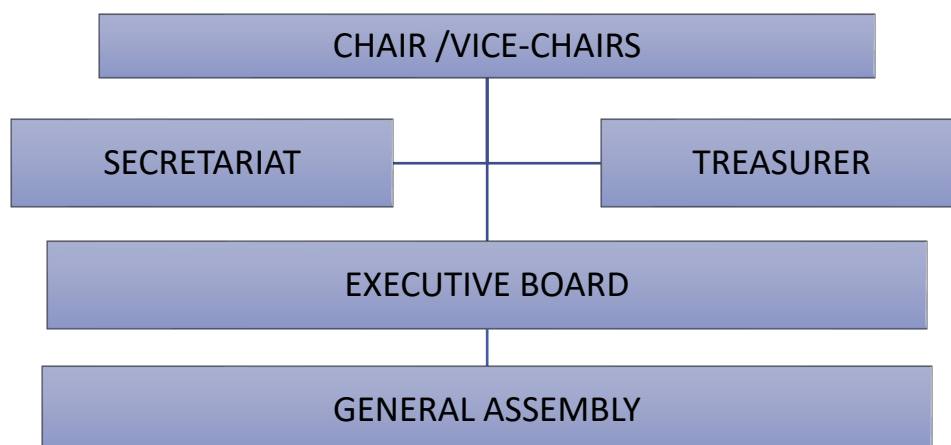 CHAIR /VICE-CHAIRS
SECRETARIAT
TREASURER
EXECUTIVE BOARD
GENERAL ASSEMBLY